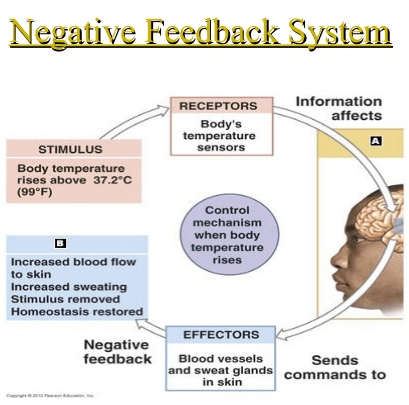 Negative Feedback System
RECEPTORS
Body's
temperature
sensors
Information
affects
A
STIMULUS
Body temperature
rises above 37.2°C
(99°F)
Control
mechanism
when body
temperature
rises
B
Increased blood flow
to skin
Increased sweating
Stimulus removed
Homeostasis restored
Negative
feedback
EFFECTORS
Blood vessels
and sweat glands
in skin
Sends
commands to
Copyright © 2010 Pearson Education, Inc.